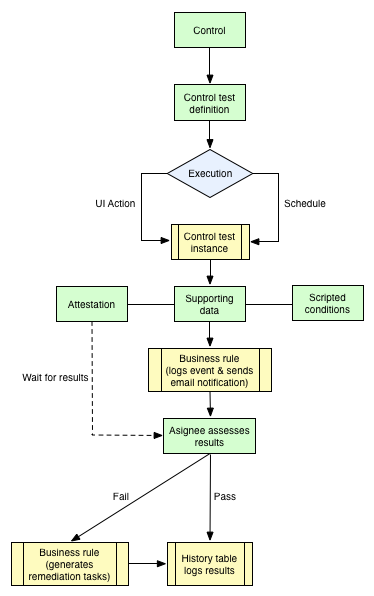 Control
Control test
definition
Execution
UI Action
Schedule
Control test
instance
Attestation
Supporting
data
Scripted
conditions
Business rule
(logs event & sends
email notification)
Wait for results
Asignee assesses
results
Fail
Pass
Business rule
(generates
remediation tasks)
History table
logs results